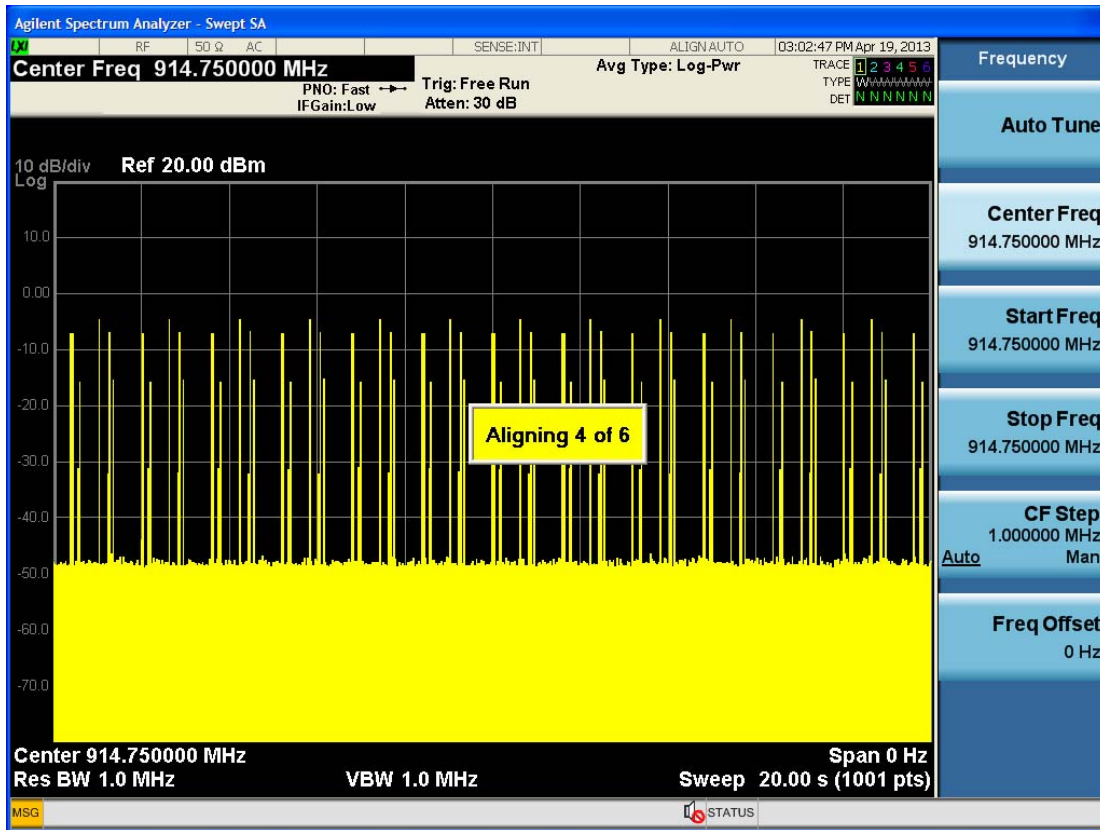 Agilent Spectrum Analyzer - Swept SA
LXI RF 50 Ω AC SENSE:INT ALIGN AUTO 03:02:47 PM Apr 19, 2013
Center Freq 914.750000 MHz
PNO: Fast
IFGain:Low
Trig: Free Run
Atten: 30 dB
Avg Type: Log-Pwr
TRACE 1 2 3 4 5 6
TYPE WWWWWW
DET N N N N N N
10 dB/div Ref 20.00 dBm
Log
10.0
0.00
-10.0
-20.0
-30.0
-40.0
-50.0
-60.0
-70.0
Aligning 4 of 6
Center 914.750000 MHz Span 0 Hz
Res BW 1.0 MHz VBW 1.0 MHz Sweep 20.00 s (1001 pts)
MSG STATUS
Frequency
Auto Tune
Center Freq
914.750000 MHz
Start Freq
914.750000 MHz
Stop Freq
914.750000 MHz
CF Step
1.000000 MHz
Auto Man
Freq Offset
0 Hz